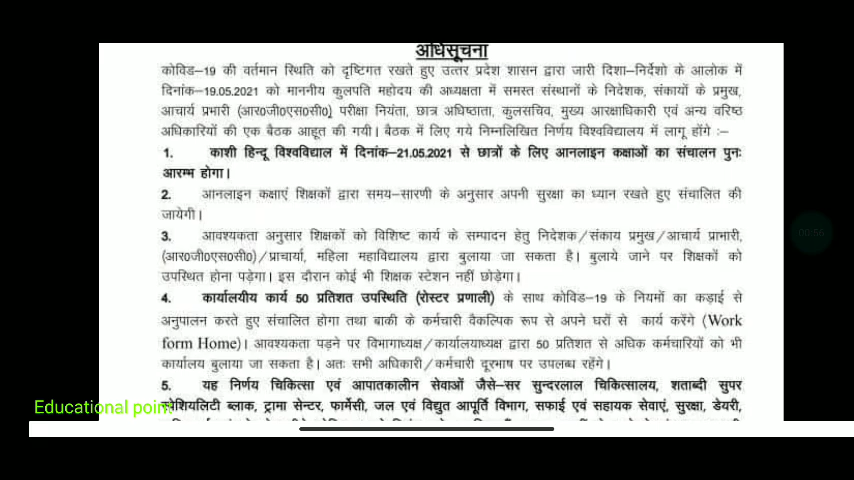 अधिसूचना
कोविड–19 की वर्तमान स्थिति को दृष्टिगत रखते हुए उत्तर प्रदेश शासन द्वारा जारी दिशा–निर्देशो के आलोक में
दिनांक–19.05.2021 को माननीय कुलपति महोदय की अध्यक्षता में समस्त संस्थानों के निदेशक, संकायों के प्रमुख,
आचार्य प्रभारी (आर0जी0एस0सी0) परीक्षा नियंता, छात्र अधिष्ठाता, कुलसचिव, मुख्य आरक्षाधिकारी एवं अन्य वरिष्ठ
अधिकारियों की एक बैठक आहूत की गयी। बैठक में लिए गये निम्नलिखित निर्णय विश्वविद्यालय में लागू होंगे :–
1. काशी हिन्दू विश्वविद्याल में दिनांक–21.05.2021 से छात्रों के लिए आनलाइन कक्षाओं का संचालन पुनः
आरम्भ होगा।
2. आनलाइन कक्षाएं शिक्षकों द्वारा समय–सारणी के अनुसार अपनी सुरक्षा का ध्यान रखते हुए संचालित की
जायेगी।
3. आवश्यकता अनुसार शिक्षकों को विशिष्ट कार्य के सम्पादन हेतु निदेशक/संकाय प्रमुख/आचार्य प्राभारी,
(आर0जी0एस0सी0)/प्राचार्या, महिला महाविद्यालय द्वारा बुलाया जा सकता है। बुलाये जाने पर शिक्षकों को
उपस्थित होना पड़ेगा। इस दौरान कोई भी शिक्षक स्टेशन नहीं छोड़ेगा।
4. कार्यालयीय कार्य 50 प्रतिशत उपस्थिति (रोस्टर प्रणाली) के साथ कोविड–19 के नियमों का कड़ाई से
अनुपालन करते हुए संचालित होगा तथा बाकी के कर्मचारी वैकल्पिक रूप से अपने घरों से कार्य करेंगे (Work
form Home)। आवश्यकता पड़ने पर विभागाध्यक्ष/कार्यालयाध्यक्ष द्वारा 50 प्रतिशत से अधिक कर्मचारियों को भी
कार्यालय बुलाया जा सकता है। अतः सभी अधिकारी/कर्मचारी दूरभाष पर उपलब्ध रहेंगे।
5. यह निर्णय चिकित्सा एवं आपातकालीन सेवाओं जैसे–सर सुन्दरलाल चिकित्सालय, शताब्दी सुपर
स्पेशियलिटी ब्लाक, ट्रामा सेन्टर, फार्मेसी, जल एवं विद्युत आपूर्ति विभाग, सफाई एवं सहायक सेवाएं, सुरक्षा, डेयरी,
Educational point
00:56